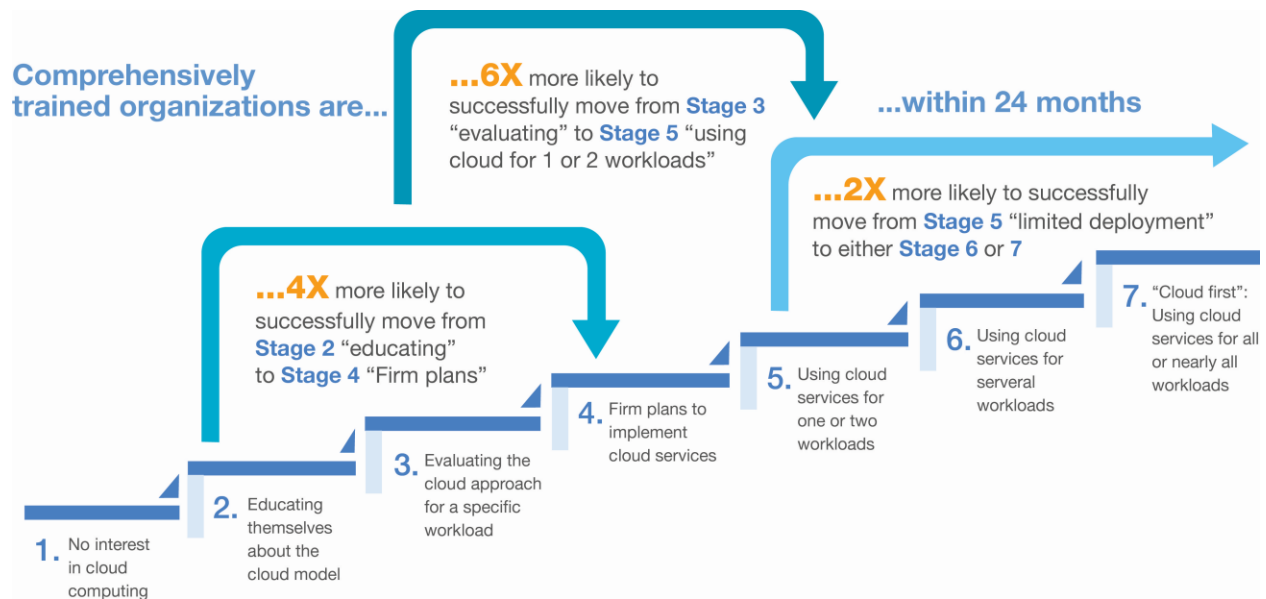 Comprehensively
trained organizations are...
...6X more likely to
successfully move from Stage 3
“evaluating” to Stage 5 “using
cloud for 1 or 2 workloads”
...within 24 months
...2X more likely to successfully
move from Stage 5 “limited deployment”
to either Stage 6 or 7
...4X more likely to
successfully move from
Stage 2 “educating”
to Stage 4 “Firm plans”
1. No interest
in cloud
computing
2. Educating
themselves
about the
cloud model
3. Evaluating the
cloud approach
for a specific
workload
4. Firm plans to
implement
cloud services
5. Using cloud
services for
one or two
workloads
6. Using cloud
services for
serveral
workloads
7. “Cloud first”:
Using cloud
services for all
or nearly all
workloads